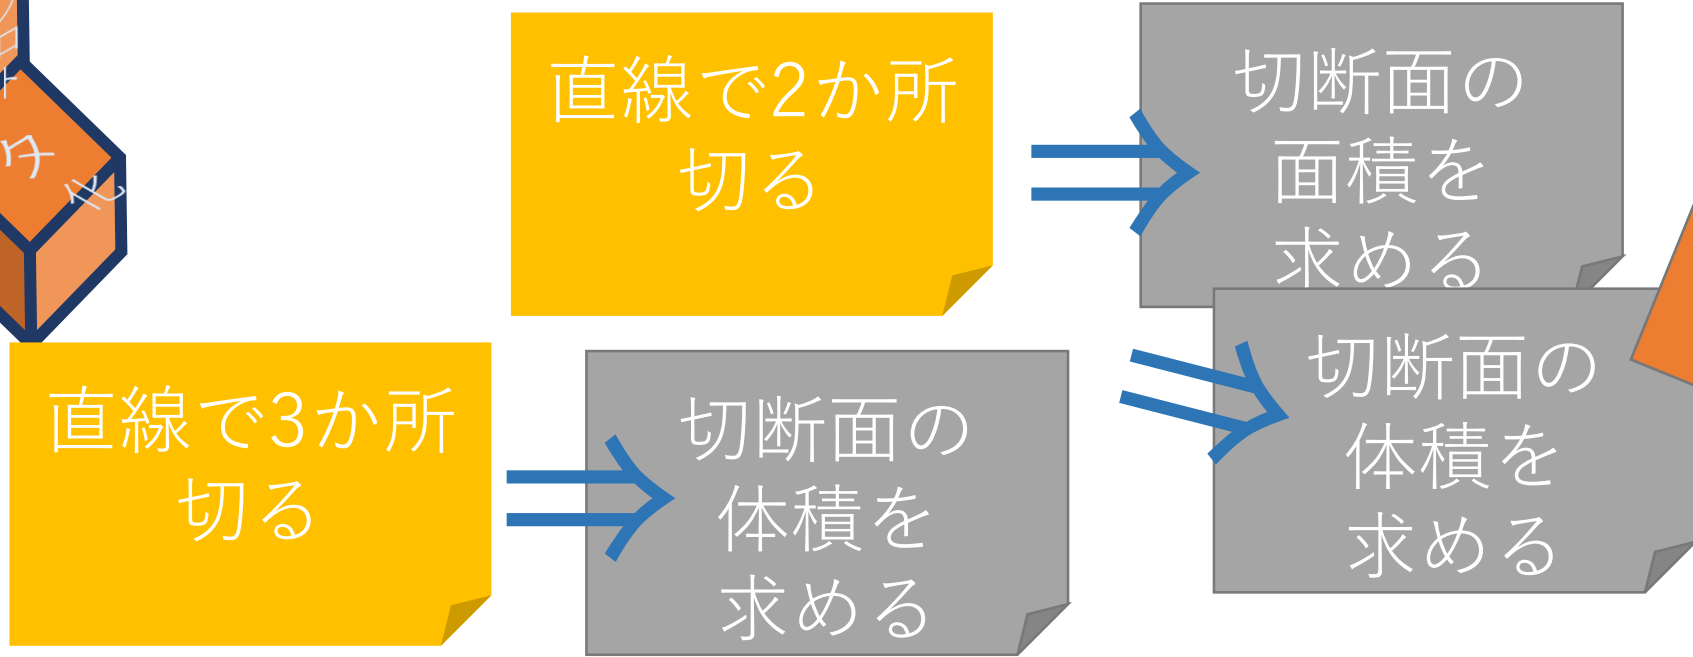 タ
化
直線で2か所
切る
切断面の
面積を
求める
直線で3か所
切る
切断面の
体積を
求める
切断面の
体積を
求める